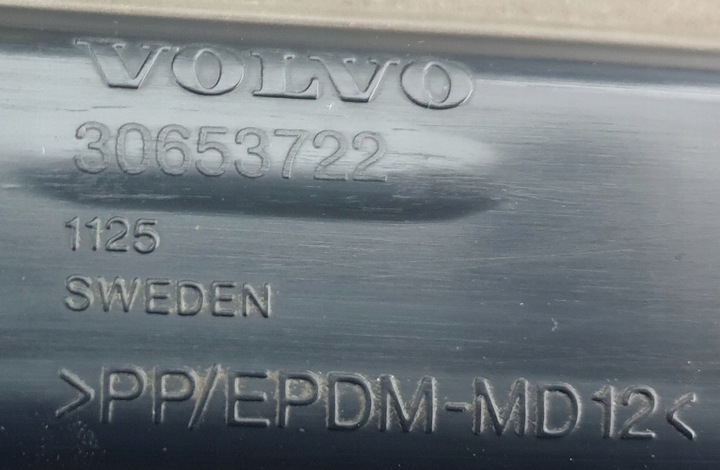 VOLVO
30653722
1125
SWEDEN
>PP/EPDM-MD12<